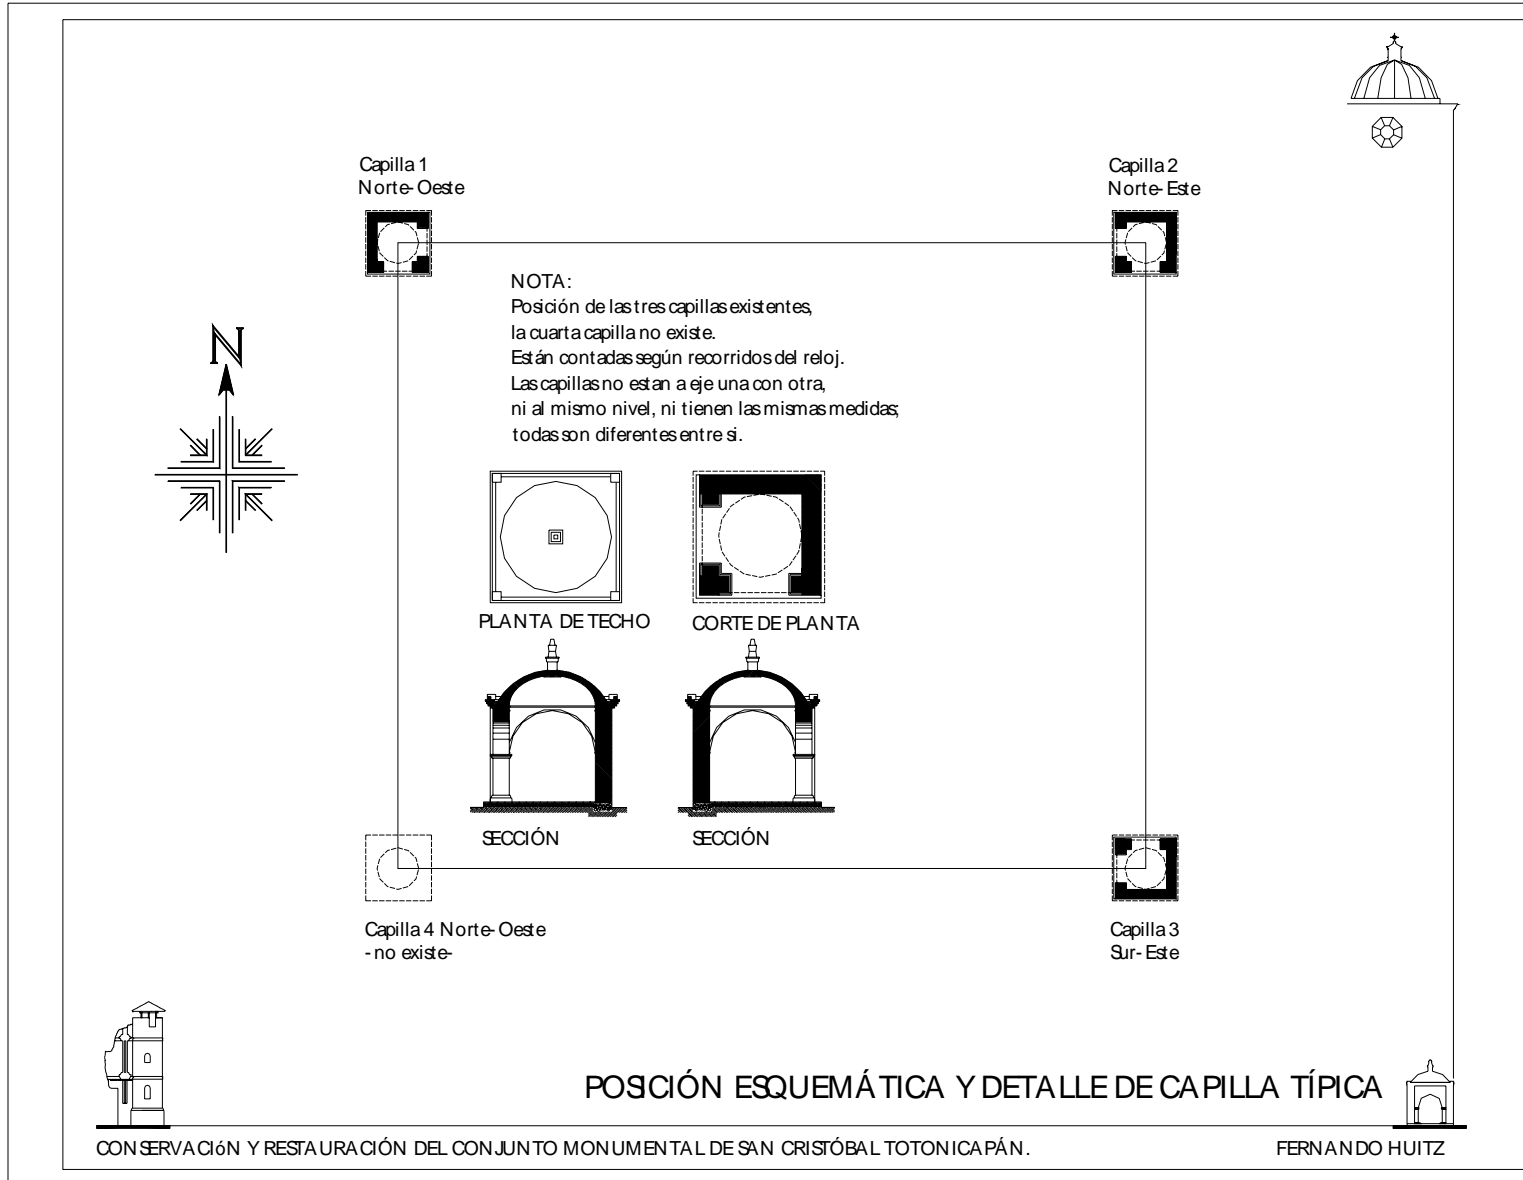 Capilla 1
Norte-Oeste
Capilla 2
Norte-Este
NOTA:
Posición de las tres capillas existentes,
la cuarta capilla no existe.
Están contadas según recorridos del reloj.
Las capillas no estan a eje una con otra,
ni al mismo nivel, ni tienen las mismas medidas;
todas son diferentes entre si.
N
PLANTA DE TECHO
CORTE DE PLANTA
SECCIÓN
SECCIÓN
Capilla 4 Norte-Oeste
-no existe-
Capilla 3
Sur-Este
POSICIÓN ESQUEMÁTICA Y DETALLE DE CAPILLA TÍPICA
CONSERVACIóN Y RESTAURACIÓN DEL CONJUNTO MONUMENTAL DE SAN CRISTÓBAL TOTONICAPÁN.
FERNANDO HUITZ